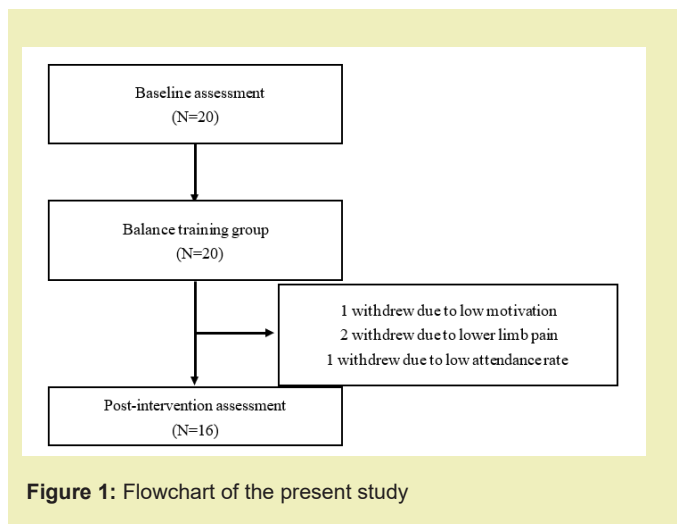 Baseline assessment
(N=20)
Balance training group
(N=20)
1 withdrew due to low motivation
2 withdrew due to lower limb pain
1 withdrew due to low attendance rate
Post-intervention assessment
(N=16)
Figure 1: Flowchart of the present study